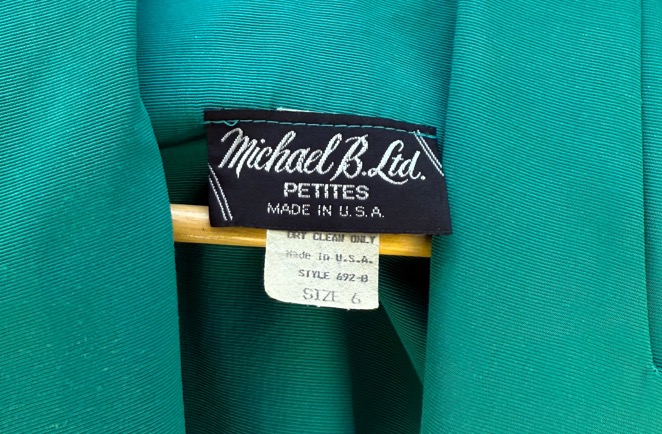 Michael B. Ltd.
PETITES
MADE IN U.S.A.
DRY CLEAN ONLY
Made in U.S.A.
STYLE 692-B
SIZE 6